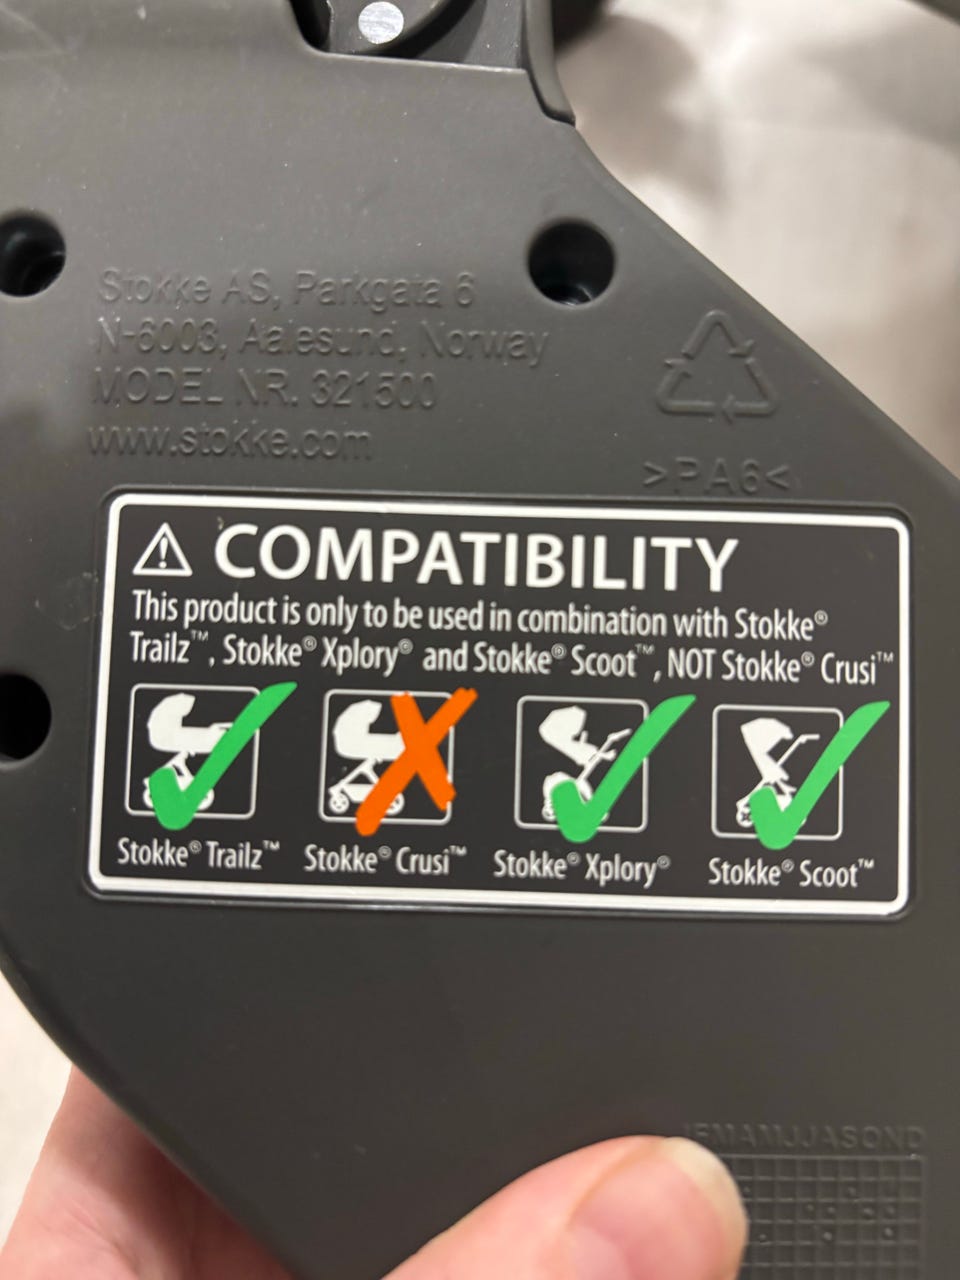 Stokke AS, Parkgata 6
N-6003, Aalesund, Norway
MODEL NR. 321500
www.stokke.com
>PA6<
COMPATIBILITY
This product is only to be used in combination with Stokke®
Trailz™, Stokke® Xplory® and Stokke® Scoot™, NOT Stokke® Crusi™
Stokke® Trailz™
Stokke® Crusi™
Stokke® Xplory®
Stokke® Scoot™
JFMAMJJASOND